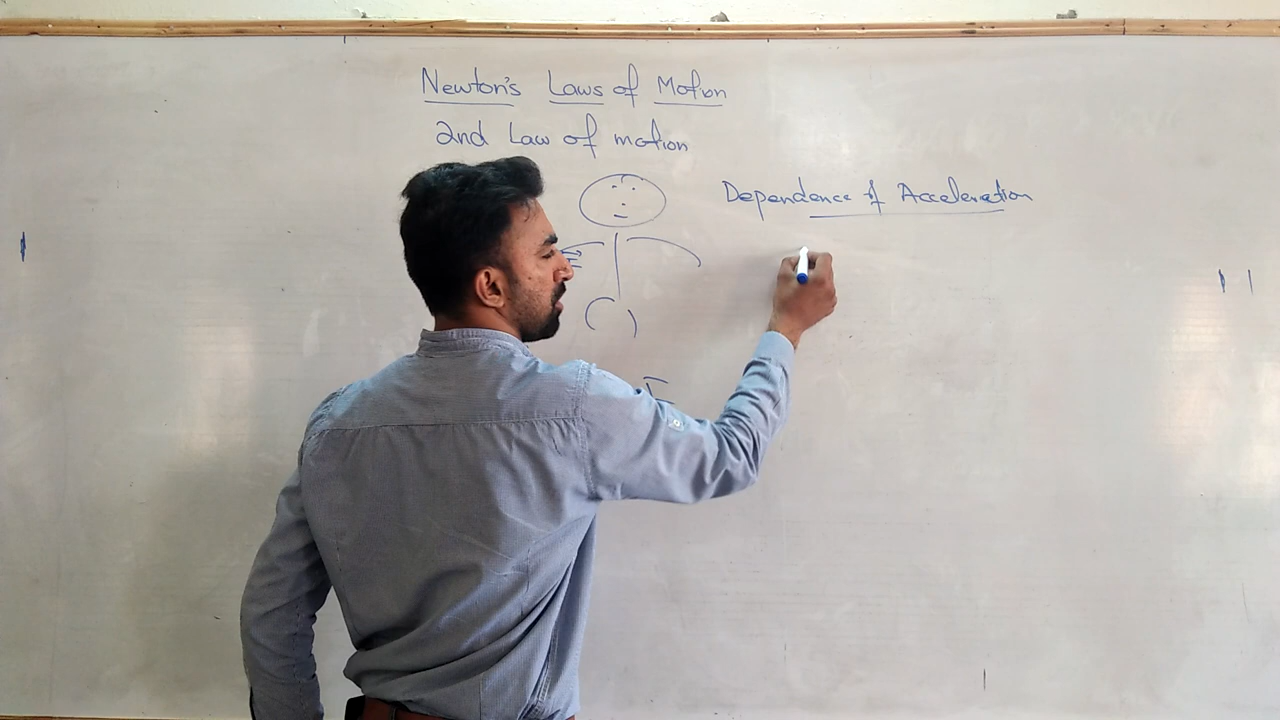 Newton's Laws of Motion
2nd Law of motion
Dependence of Acceleration